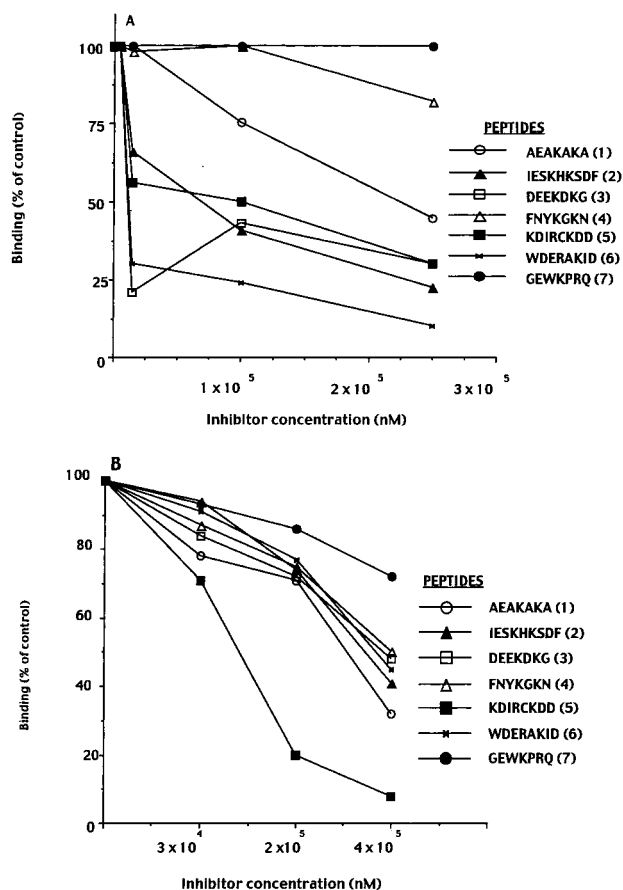 A
100
75
50
25
0
Binding (% of control)
1 x 10 5
2 x 10 5
3 x 10 5
Inhibitor concentration (nM)
PEPTIDES
AEAKAKA (1)
IESKHKSDF (2)
DEEKDKG (3)
FNYKGKN (4)
KDIRCKDD (5)
WDERAKID (6)
GEWKPRQ (7)
B
100
80
60
40
20
0
Binding (% of control)
3 x 10 4
2 x 10 5
4 x 10 5
Inhibitor concentration (nM)
PEPTIDES
AEAKAKA (1)
IESKHKSDF (2)
DEEKDKG (3)
FNYKGKN (4)
KDIRCKDD (5)
WDERAKID (6)
GEWKPRQ (7)